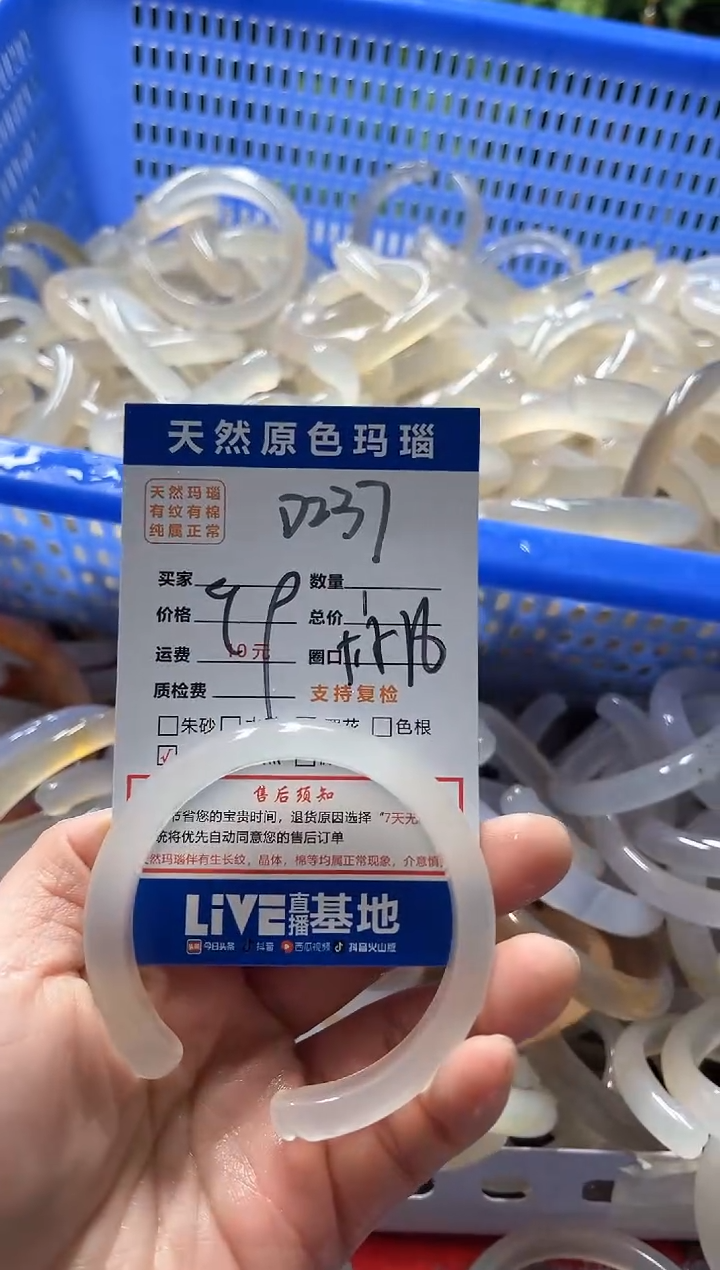 天然原色玛瑙
天然玛瑙
有纹有棉
纯属正常
D237
买家 数量
价格 总价 1
运费 10元 圈口
质检费 支持复检
朱砂 色根
售后须知
节省您的宝贵时间，退货原因选择“7天无
统将优先自动同意您的售后订单
然玛瑙伴有生长纹，晶体，棉等均属正常现象，介意慎
LiVE直播基地
今日头条 抖音 西瓜视频 抖音火山版